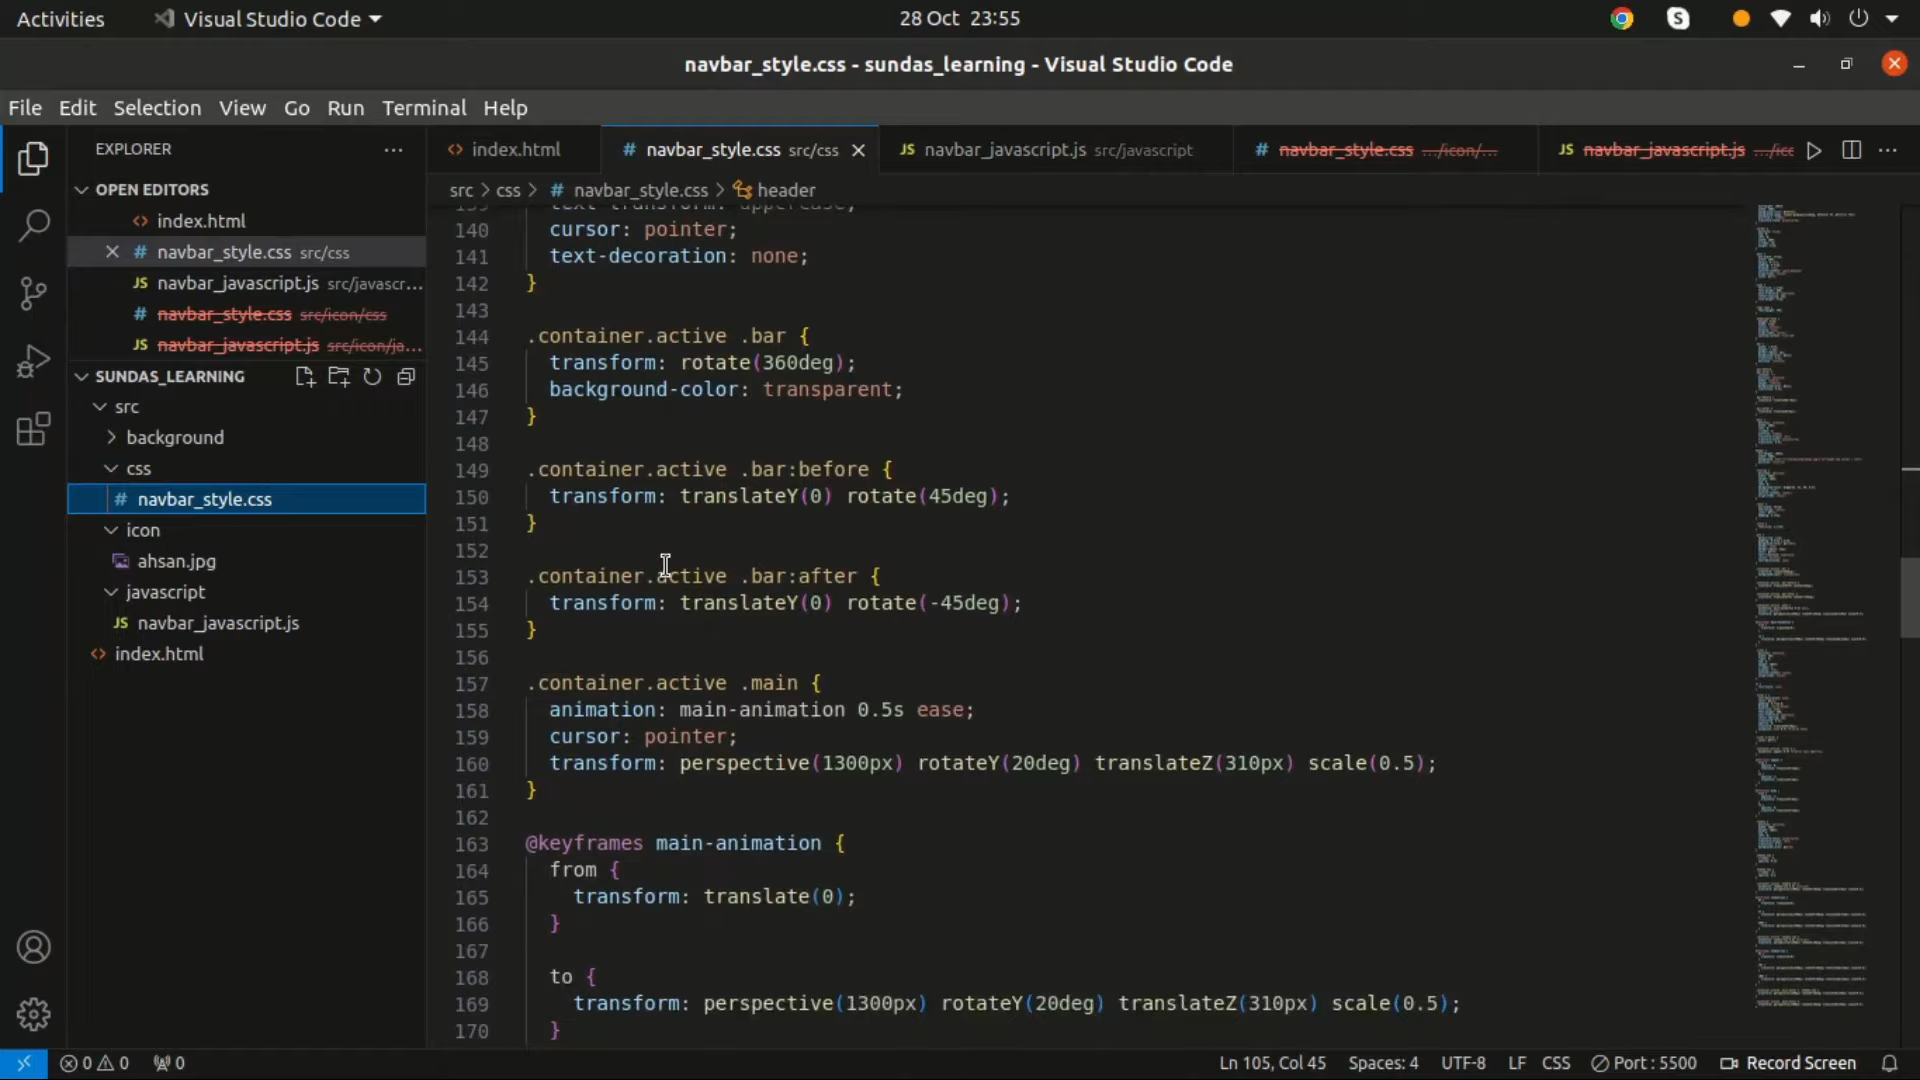 Activities
Visual Studio Code
28 Oct 23:55
navbar_style.css - sundas_learning - Visual Studio Code
File Edit Selection View Go Run Terminal Help
EXPLORER
index.html
navbar_style.css src/css
navbar_javascript.js src/javascript
navbar_style.css .../icon/...
navbar_javascript.js .../icc
src > css > # navbar_style.css > header
OPEN EDITORS
index.html
navbar_style.css src/css
navbar_javascript.js src/javascr...
navbar_style.css src/icon/css
navbar_javascript.js src/icon/ja...
SUNDAS_LEARNING
src
background
css
navbar_style.css
icon
ahsan.jpg
javascript
navbar_javascript.js
index.html
139 text-transform: uppercase;
140 cursor: pointer;
141 text-decoration: none;
142 }
143
144 .container.active .bar {
145 transform: rotate(360deg);
146 background-color: transparent;
147 }
148
149 .container.active .bar:before {
150 transform: translateY(0) rotate(45deg);
151 }
152
153 .container.active .bar:after {
154 transform: translateY(0) rotate(-45deg);
155 }
156
157 .container.active .main {
158 animation: main-animation 0.5s ease;
159 cursor: pointer;
160 transform: perspective(1300px) rotateY(20deg) translateZ(310px) scale(0.5);
161 }
162
163 @keyframes main-animation {
164 from {
165 transform: translate(0);
166 }
167
168 to {
169 transform: perspective(1300px) rotateY(20deg) translateZ(310px) scale(0.5);
170 }
0 0 0
Ln 105, Col 45 Spaces: 4 UTF-8 LF CSS Port : 5500 Record Screen